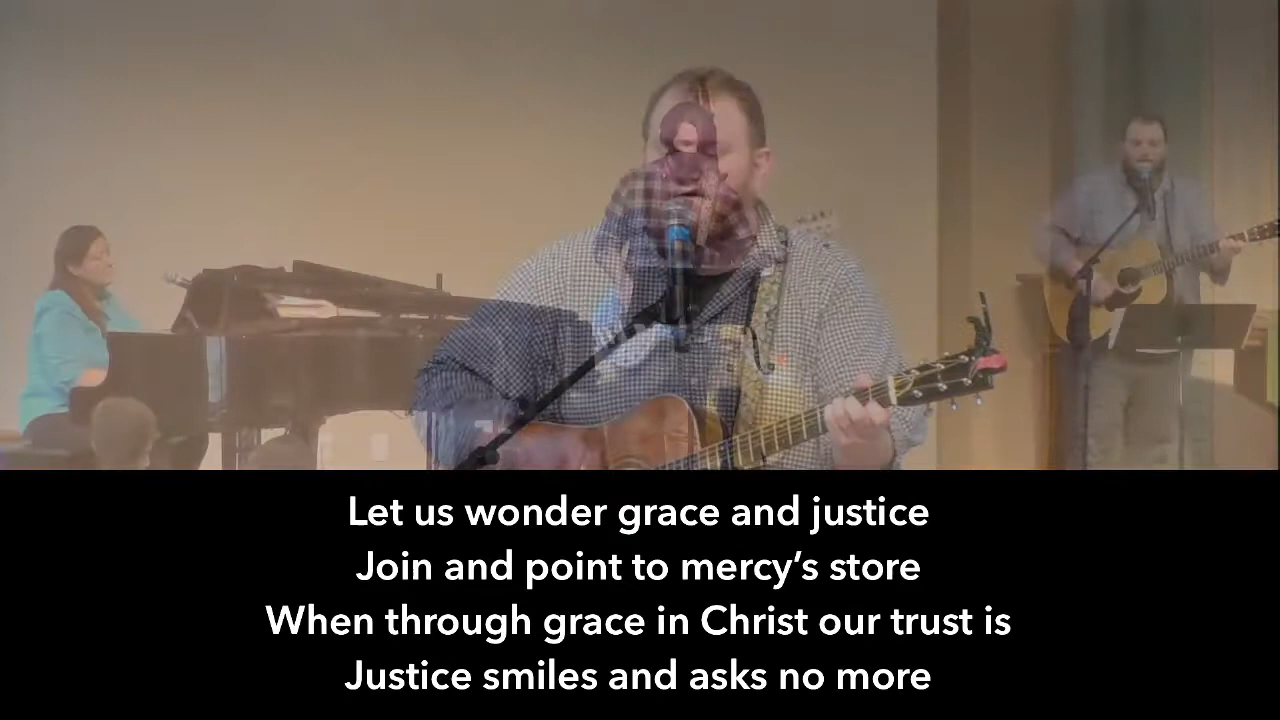 Let us wonder grace and justice
Join and point to mercy’s store
When through grace in Christ our trust is
Justice smiles and asks no more